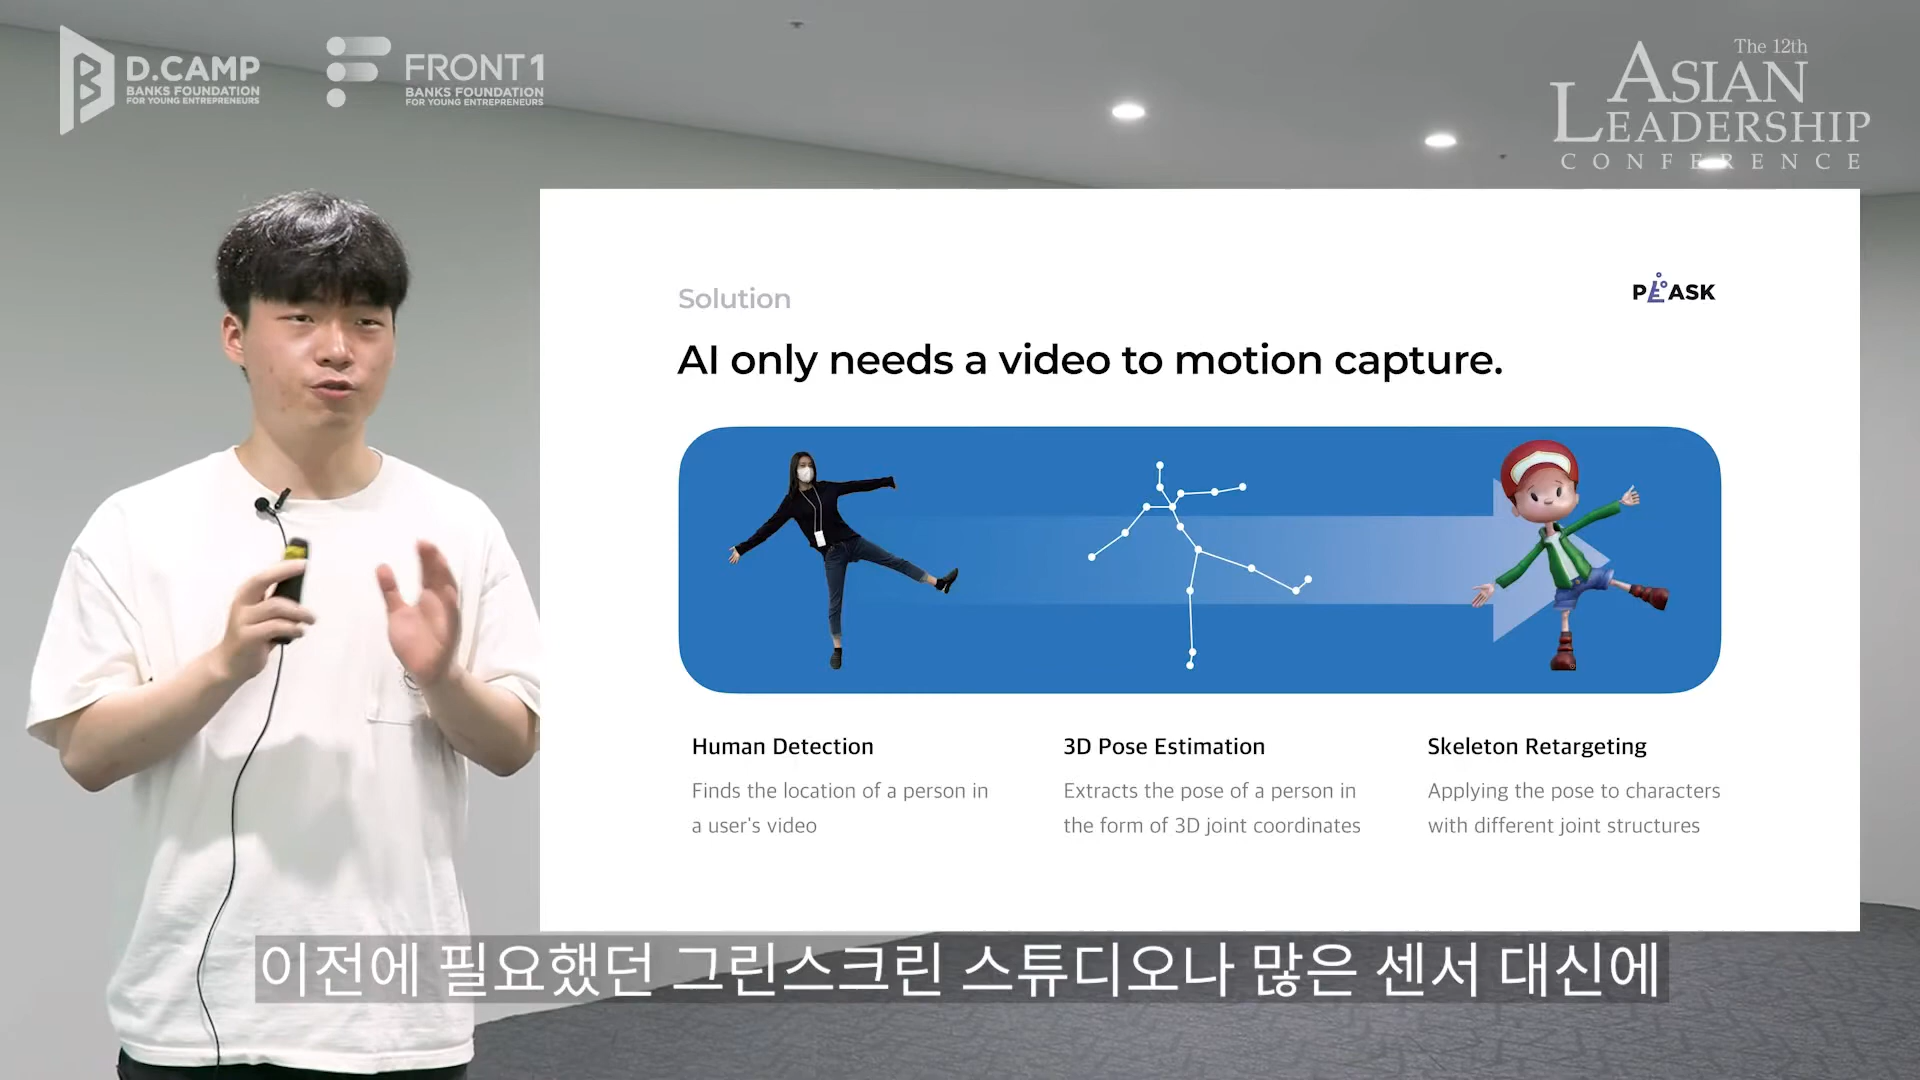 D.CAMP
BANKS FOUNDATION
FOR YOUNG ENTREPRENEURS
FRONT1
BANKS FOUNDATION
FOR YOUNG ENTREPRENEURS
The 12th
ASIAN
LEADERSHIP
CONFERENCE
Solution
PLASK
AI only needs a video to motion capture.
Human Detection
Finds the location of a person in
a user's video
3D Pose Estimation
Extracts the pose of a person in
the form of 3D joint coordinates
Skeleton Retargeting
Applying the pose to characters
with different joint structures
이전에 필요했던 그린스크린 스튜디오나 많은 센서 대신에